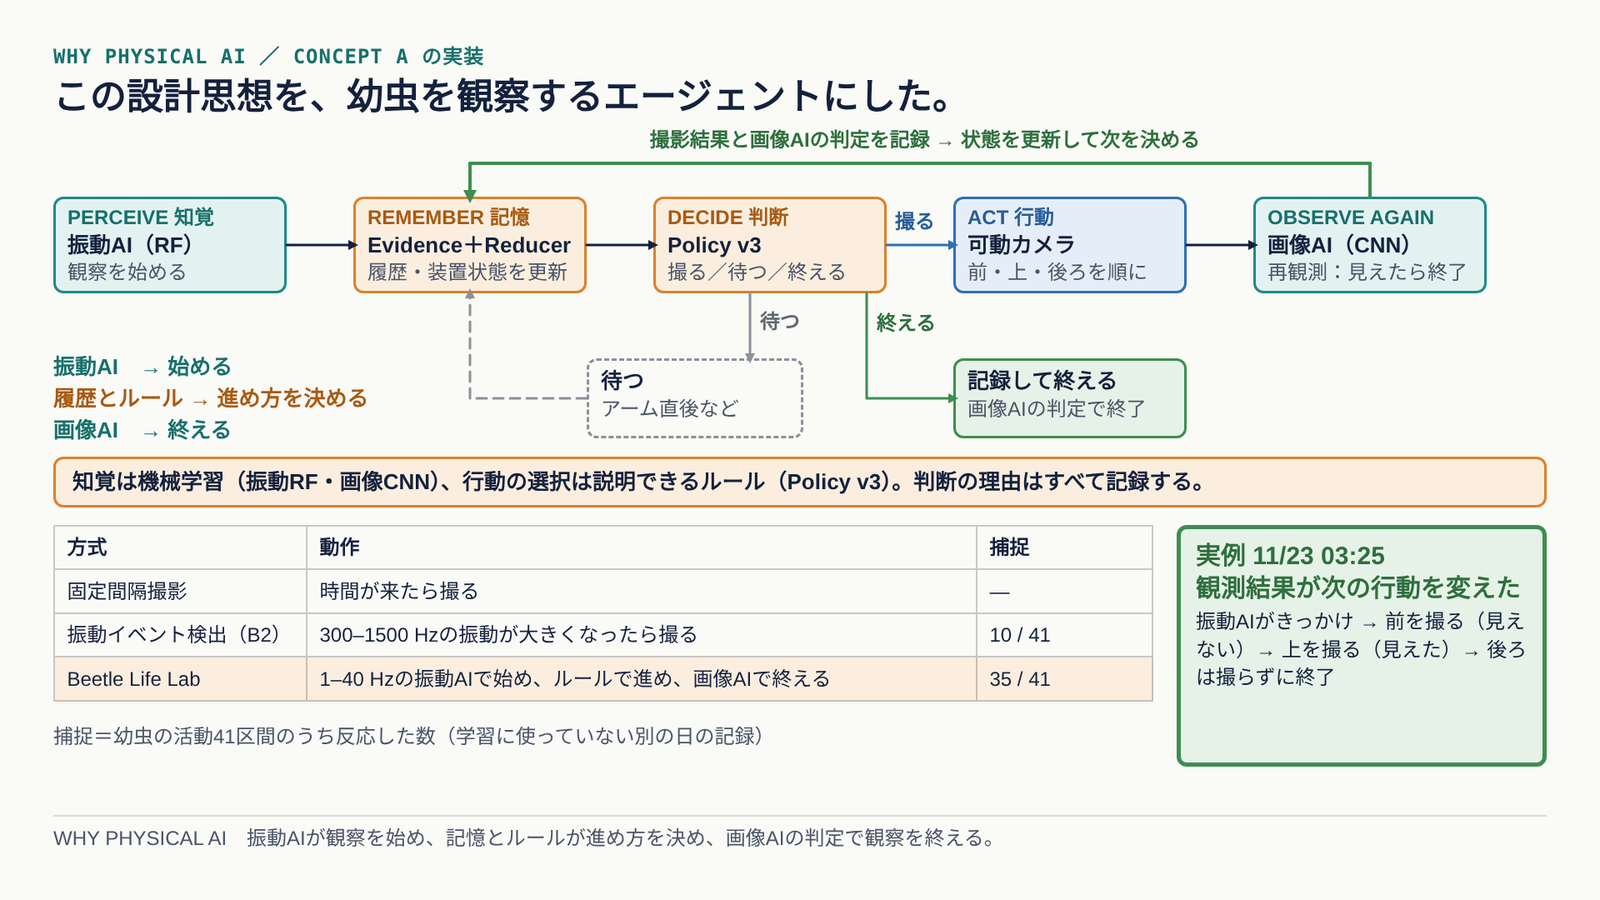 WHY PHYSICAL AI ／ CONCEPT A の実装
この設計思想を、幼虫を観察するエージェントにした。
撮影結果と画像AIの判定を記録 → 状態を更新して次を決める
PERCEIVE 知覚
振動AI（RF）
観察を始める
REMEMBER 記憶
Evidence＋Reducer
履歴・装置状態を更新
DECIDE 判断
Policy v3
撮る／待つ／終える
撮る
ACT 行動
可動カメラ
前・上・後ろを順に
OBSERVE AGAIN
画像AI（CNN）
再観測：見えたら終了
待つ
終える
振動AI → 始める
履歴とルール → 進め方を決める
画像AI → 終える
待つ
アーム直後など
記録して終える
画像AIの判定で終了
知覚は機械学習（振動RF・画像CNN）、行動の選択は説明できるルール（Policy v3）。判断の理由はすべて記録する。
方式 動作 捕捉
固定間隔撮影 時間が来たら撮る —
振動イベント検出（B2） 300–1500 Hzの振動が大きくなったら撮る 10 / 41
Beetle Life Lab 1–40 Hzの振動AIで始め、ルールで進め、画像AIで終える 35 / 41
捕捉＝幼虫の活動41区間のうち反応した数（学習に使っていない別の日の記録）
実例 11/23 03:25
観測結果が次の行動を変えた
振動AIがきっかけ → 前を撮る（見え
ない）→ 上を撮る（見えた）→ 後ろ
は撮らずに終了
WHY PHYSICAL AI 振動AIが観察を始め、記憶とルールが進め方を決め、画像AIの判定で観察を終える。